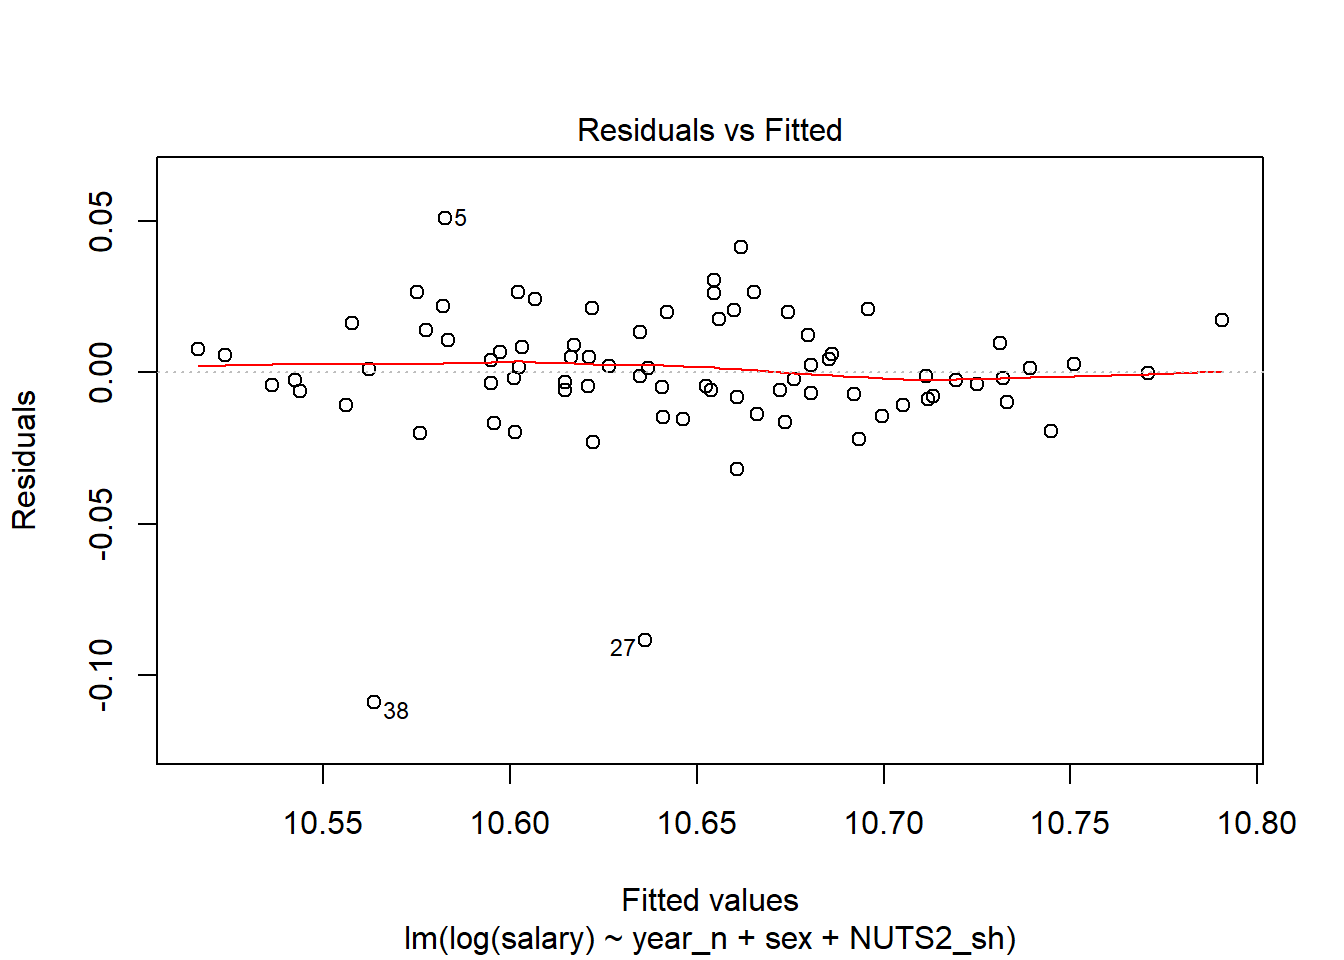 Residuals vs Fitted
0.05
0.00
-0.05
-0.10
Residuals
5
27
38
10.55 10.60 10.65 10.70 10.75 10.80
Fitted values
lm(log(salary) ~ year_n + sex + NUTS2_sh)